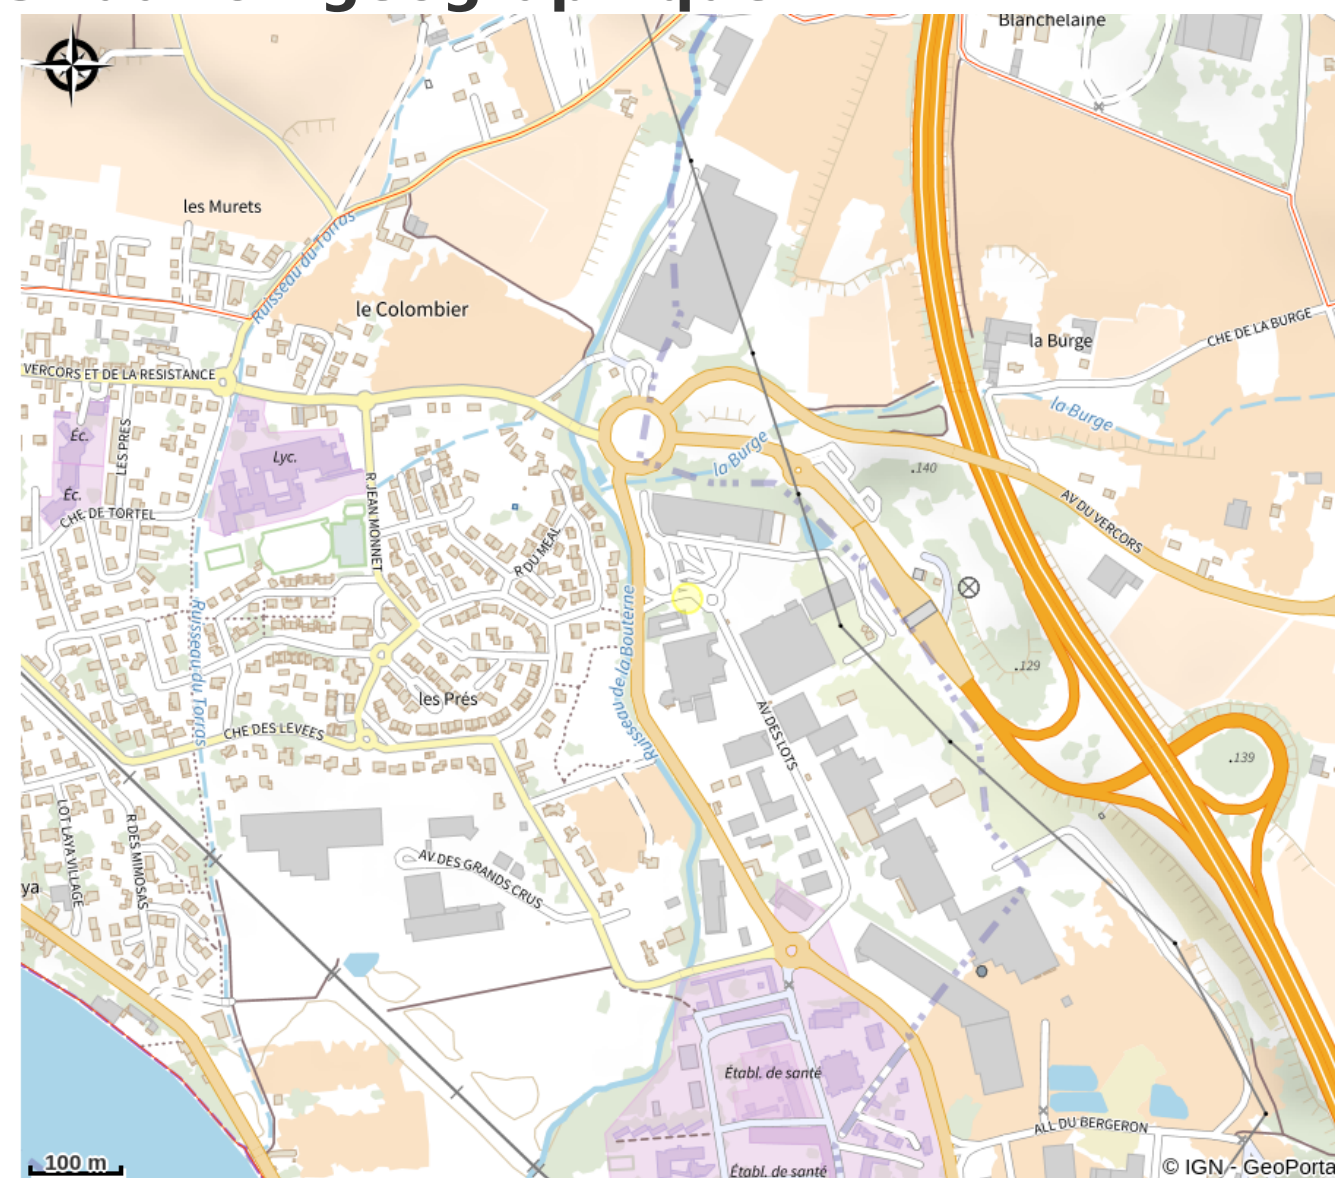 Blanchelaine
les Murets
Ruisseau du Torras
le Colombier
la Burge
CHE DE LA BURGE
VERCORS ET DE LA RESISTANCE
la Burge
Éc.
LES PRES
Lyc.
la Burge
.140
Éc.
CHE DE TORTEL
R JEAN MONNET
R DU MEAL
AV DU VERCORS
Ruisseau du Torras
Ruisseau de la Bouterne
.129
les Prés
CHE DES LEVEES
AV DES LOTS
.139
LOT LAYA VILLAGE
R DES MIMOSAS
AV DES GRANDS CRUS
ya
Établ. de santé
ALL DU BERGERON
100 m
Établ. de santé
© IGN - GeoPorta